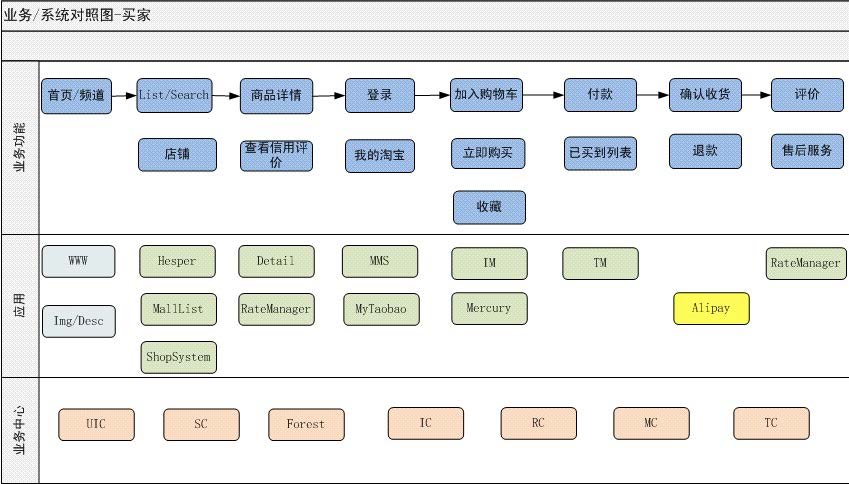 业务/系统对照图-买家
业务功能
首页/频道
List/Search
商品详情
登录
加入购物车
付款
确认收货
评价
店铺
查看信用评
价
我的淘宝
立即购买
已买到列表
退款
售后服务
收藏
应用
WWW
Hesper
Detail
MMS
IM
TM
RateManager
Img/Desc
MallList
RateManager
MyTaobao
Mercury
Alipay
ShopSystem
业务中心
UIC
SC
Forest
IC
RC
MC
TC